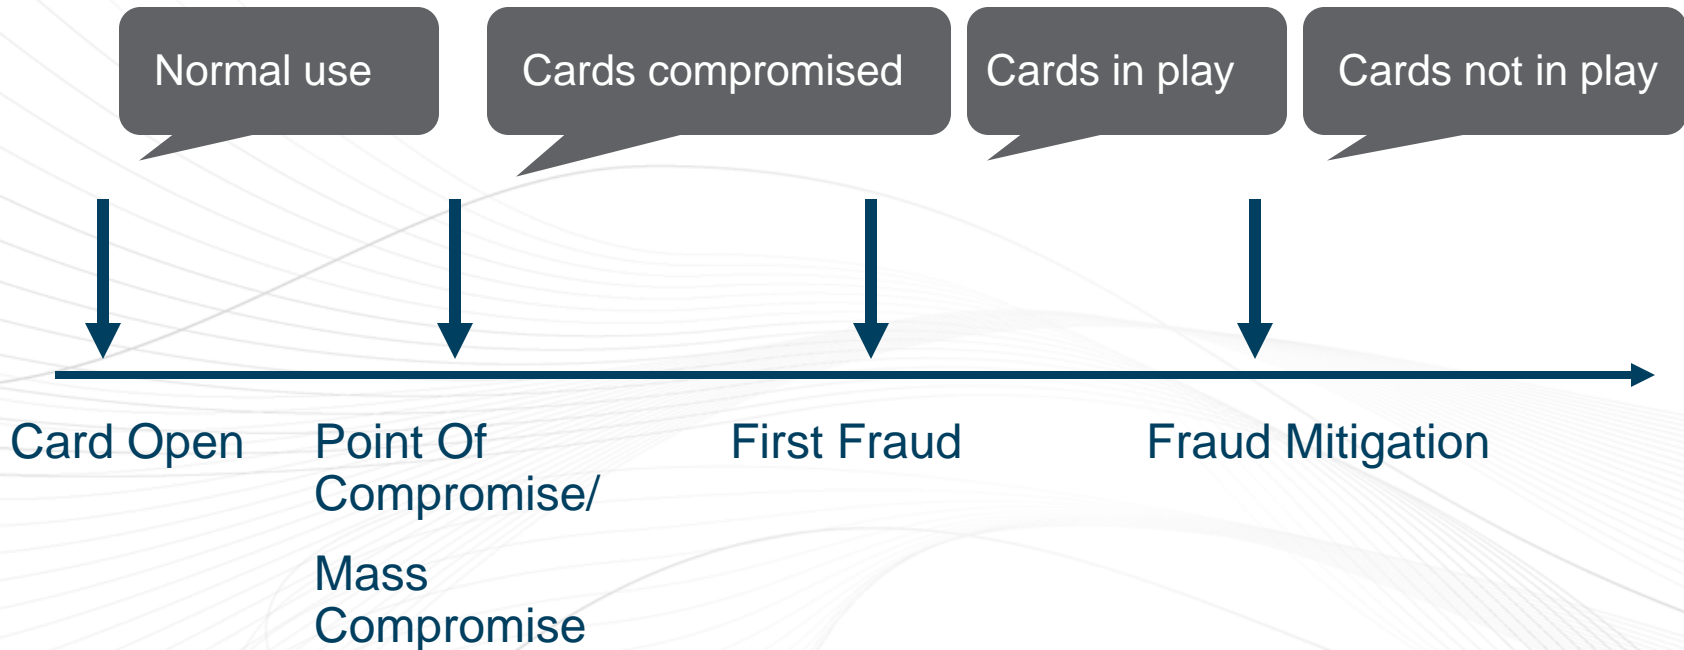 Normal use
Cards compromised
Cards in play
Cards not in play
Card Open
Point Of
Compromise/
Mass
Compromise
First Fraud
Fraud Mitigation